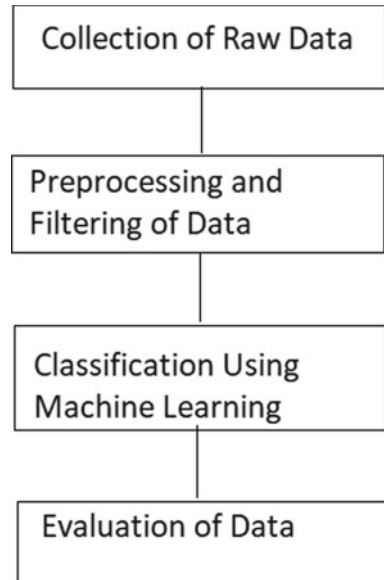 Collection of Raw Data
Preprocessing and
Filtering of Data
Classification Using
Machine Learning
Evaluation of Data